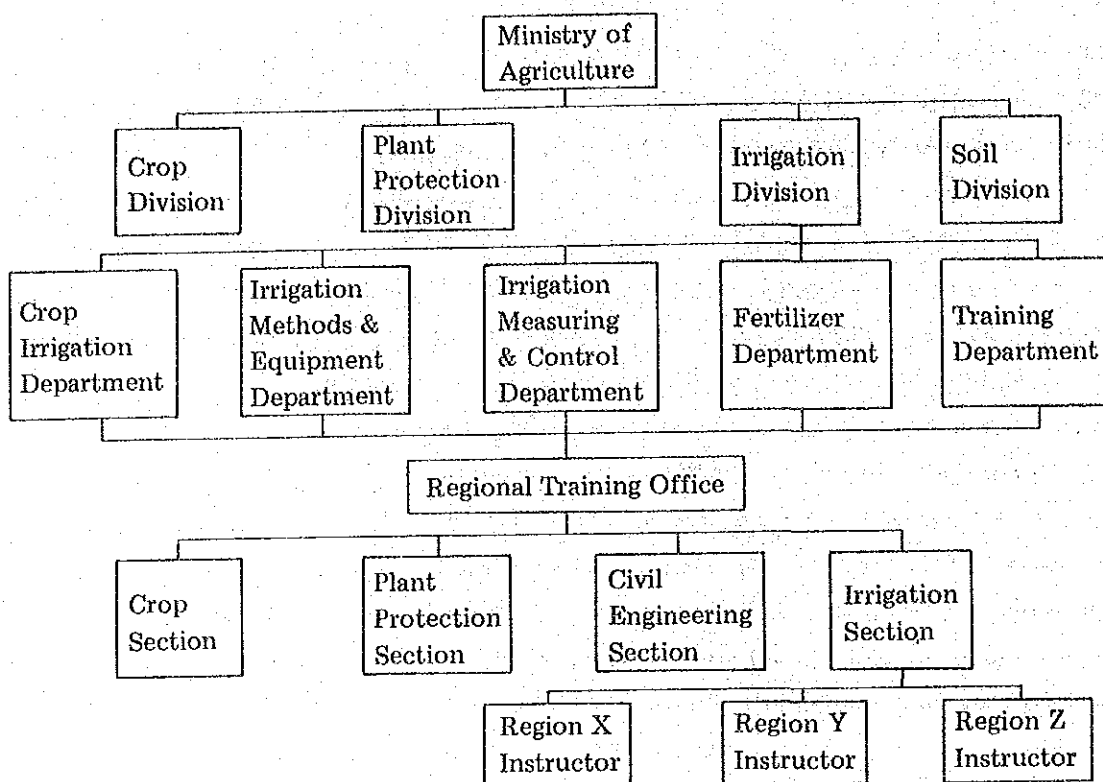 Ministry of
Agriculture
Crop
Division
Plant
Protection
Division
Irrigation
Division
Soil
Division
Crop
Irrigation
Department
Irrigation
Methods &
Equipment
Department
Irrigation
Measuring
& Control
Department
Fertilizer
Department
Training
Department
Regional Training Office
Crop
Section
Plant
Protection
Section
Civil
Engineering
Section
Irrigation
Section
Region X
Instructor
Region Y
Instructor
Region Z
Instructor